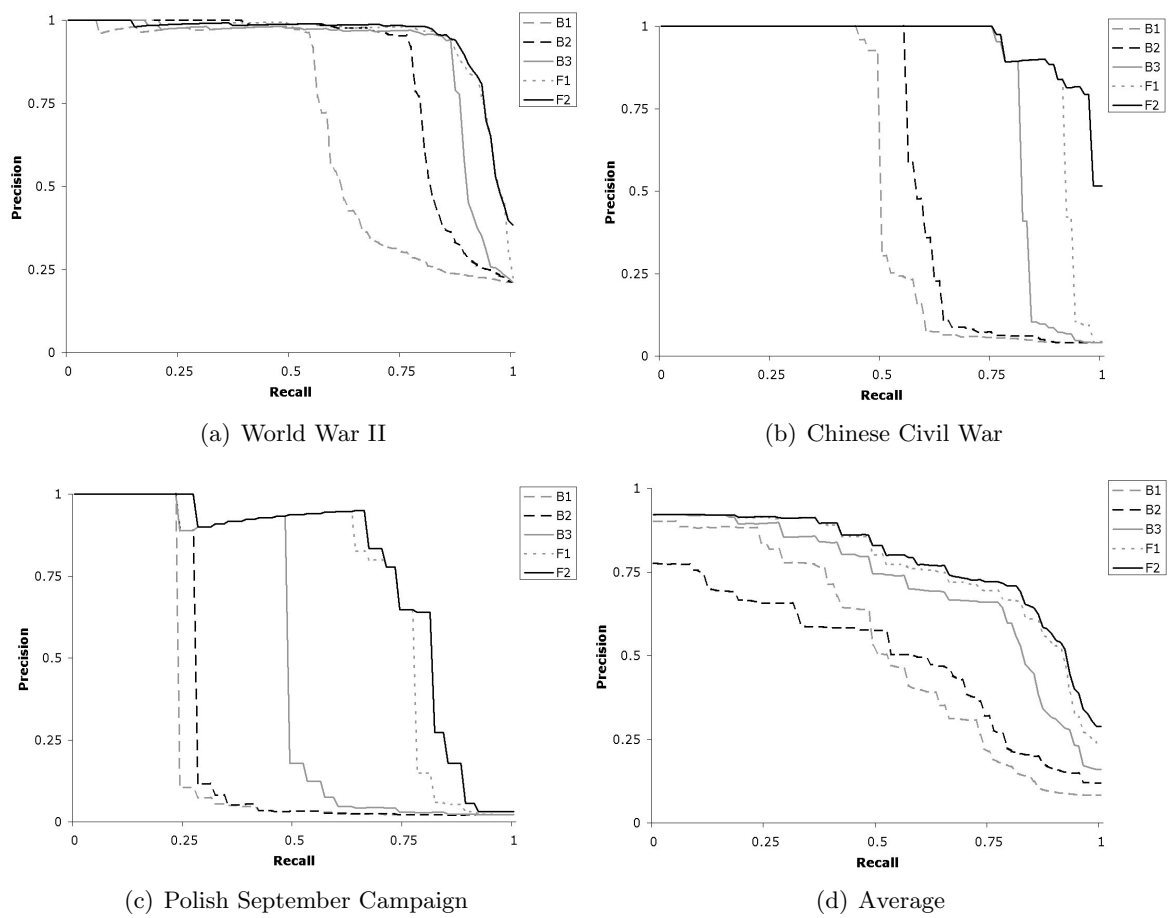 1
0.75
0.5
0.25
0
Precision
0 0.25 0.5 0.75 1
Recall
B1
B2
B3
F1
F2
(a) World War II
1
0.75
0.5
0.25
0
Precision
0 0.25 0.5 0.75 1
Recall
B1
B2
B3
F1
F2
(b) Chinese Civil War
1
0.75
0.5
0.25
0
Precision
0 0.25 0.5 0.75 1
Recall
B1
B2
B3
F1
F2
(c) Polish September Campaign
1
0.75
0.5
0.25
0
Precision
0 0.25 0.5 0.75 1
Recall
B1
B2
B3
F1
F2
(d) Average